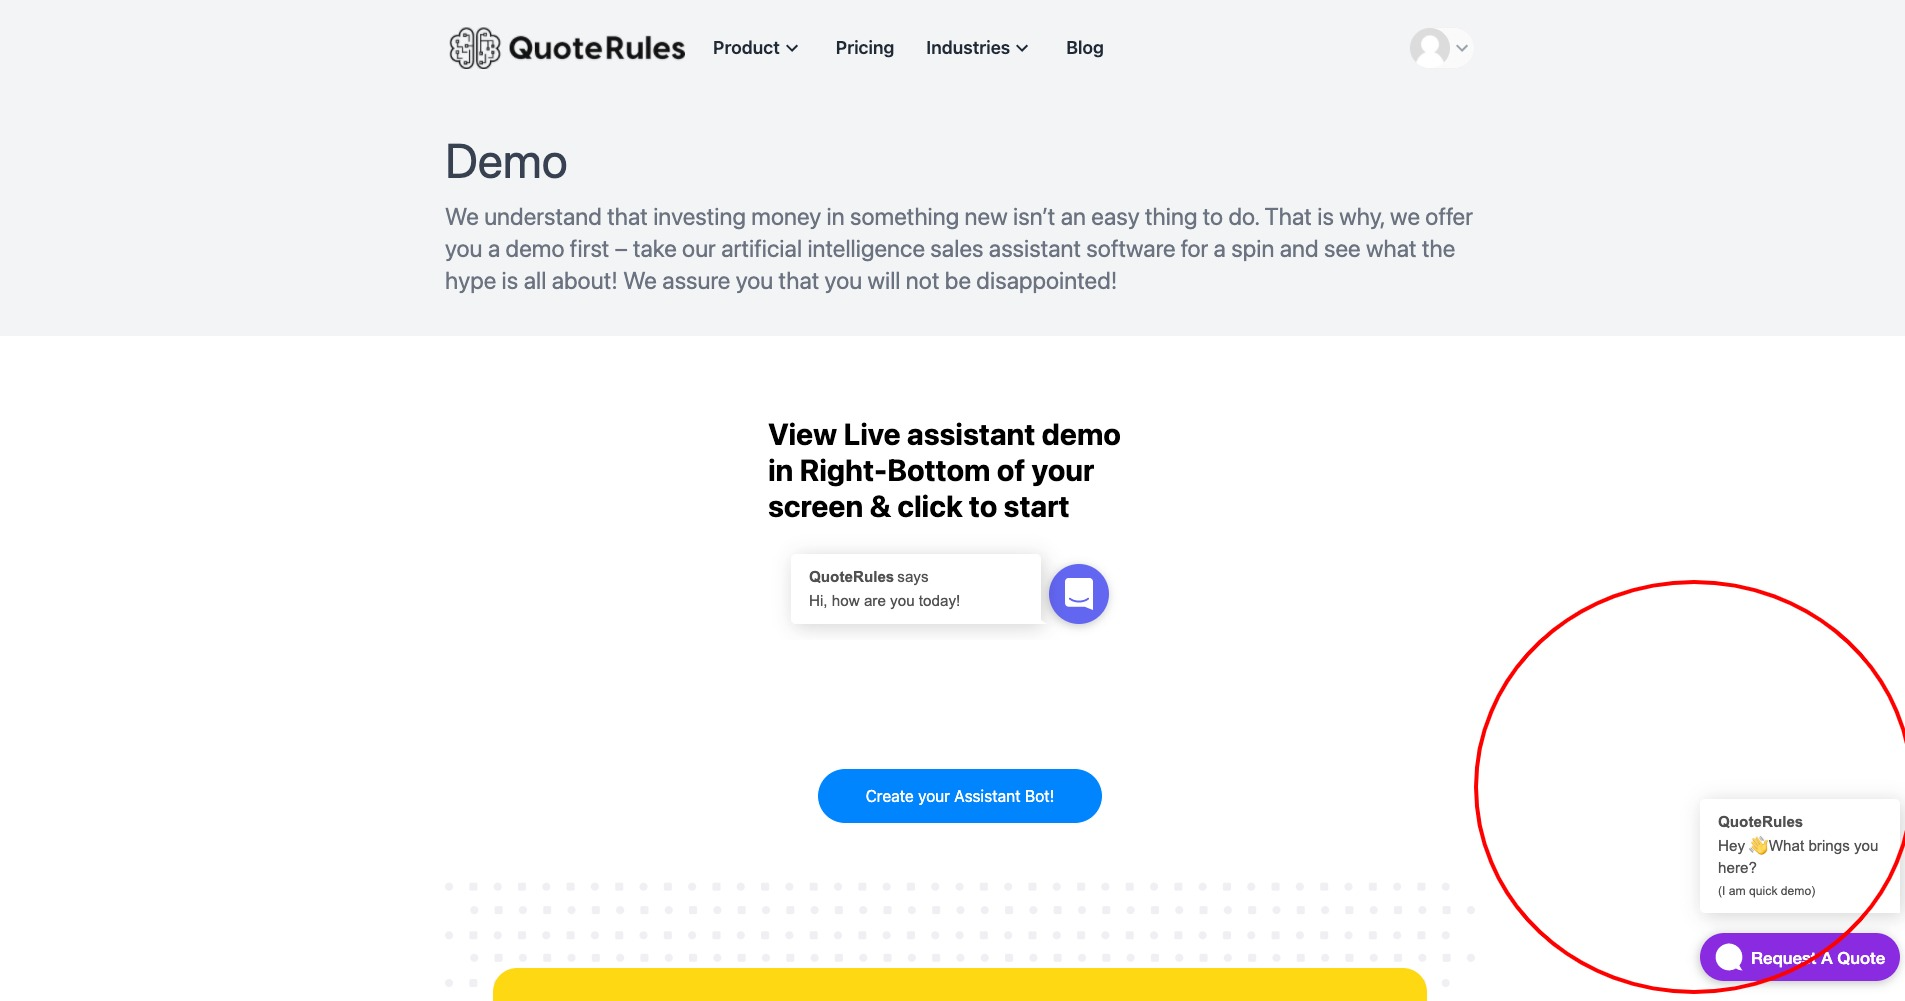 QuoteRules Product Pricing Industries Blog
Demo
We understand that investing money in something new isn’t an easy thing to do. That is why, we offer
you a demo first – take our artificial intelligence sales assistant software for a spin and see what the
hype is all about! We assure you that you will not be disappointed!
View Live assistant demo
in Right-Bottom of your
screen & click to start
QuoteRules says
Hi, how are you today!
Create your Assistant Bot!
QuoteRules
Hey 👋What brings you
here?
(I am quick demo)
Request A Quote